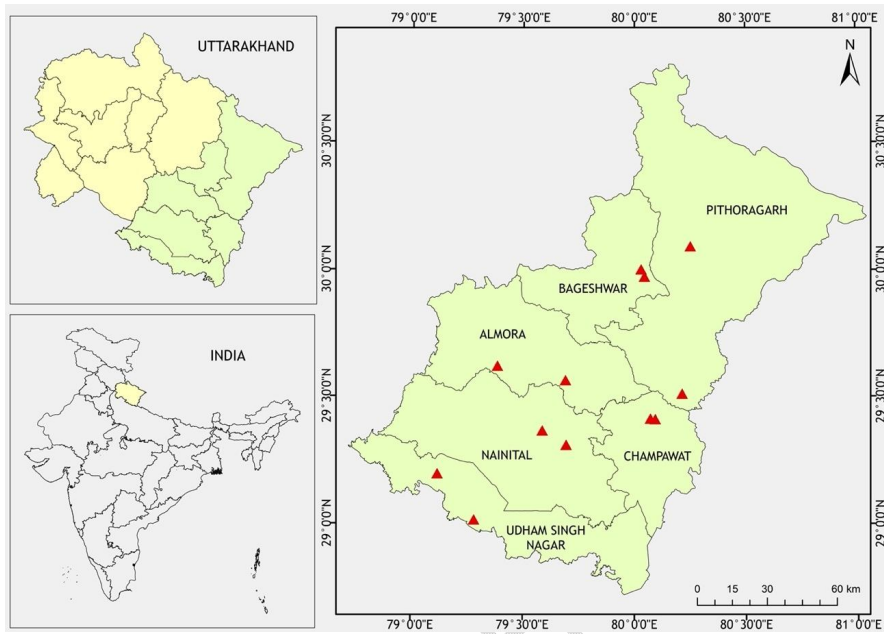 UTTARAKHAND
INDIA
79°0'0"E 79°30'0"E 80°0'0"E 80°30'0"E 81°0'0"E
N
30°30'0"N 30°30'0"N
PITHORAGARH
30°0'0"N 30°0'0"N
BAGESHWAR
ALMORA
29°30'0"N 29°30'0"N
NAINITAL
CHAMPAWAT
29°0'0"N 29°0'0"N
UDHAM SINGH
NAGAR
0 15 30 60 km
79°0'0"E 79°30'0"E 80°0'0"E 80°30'0"E 81°0'0"E